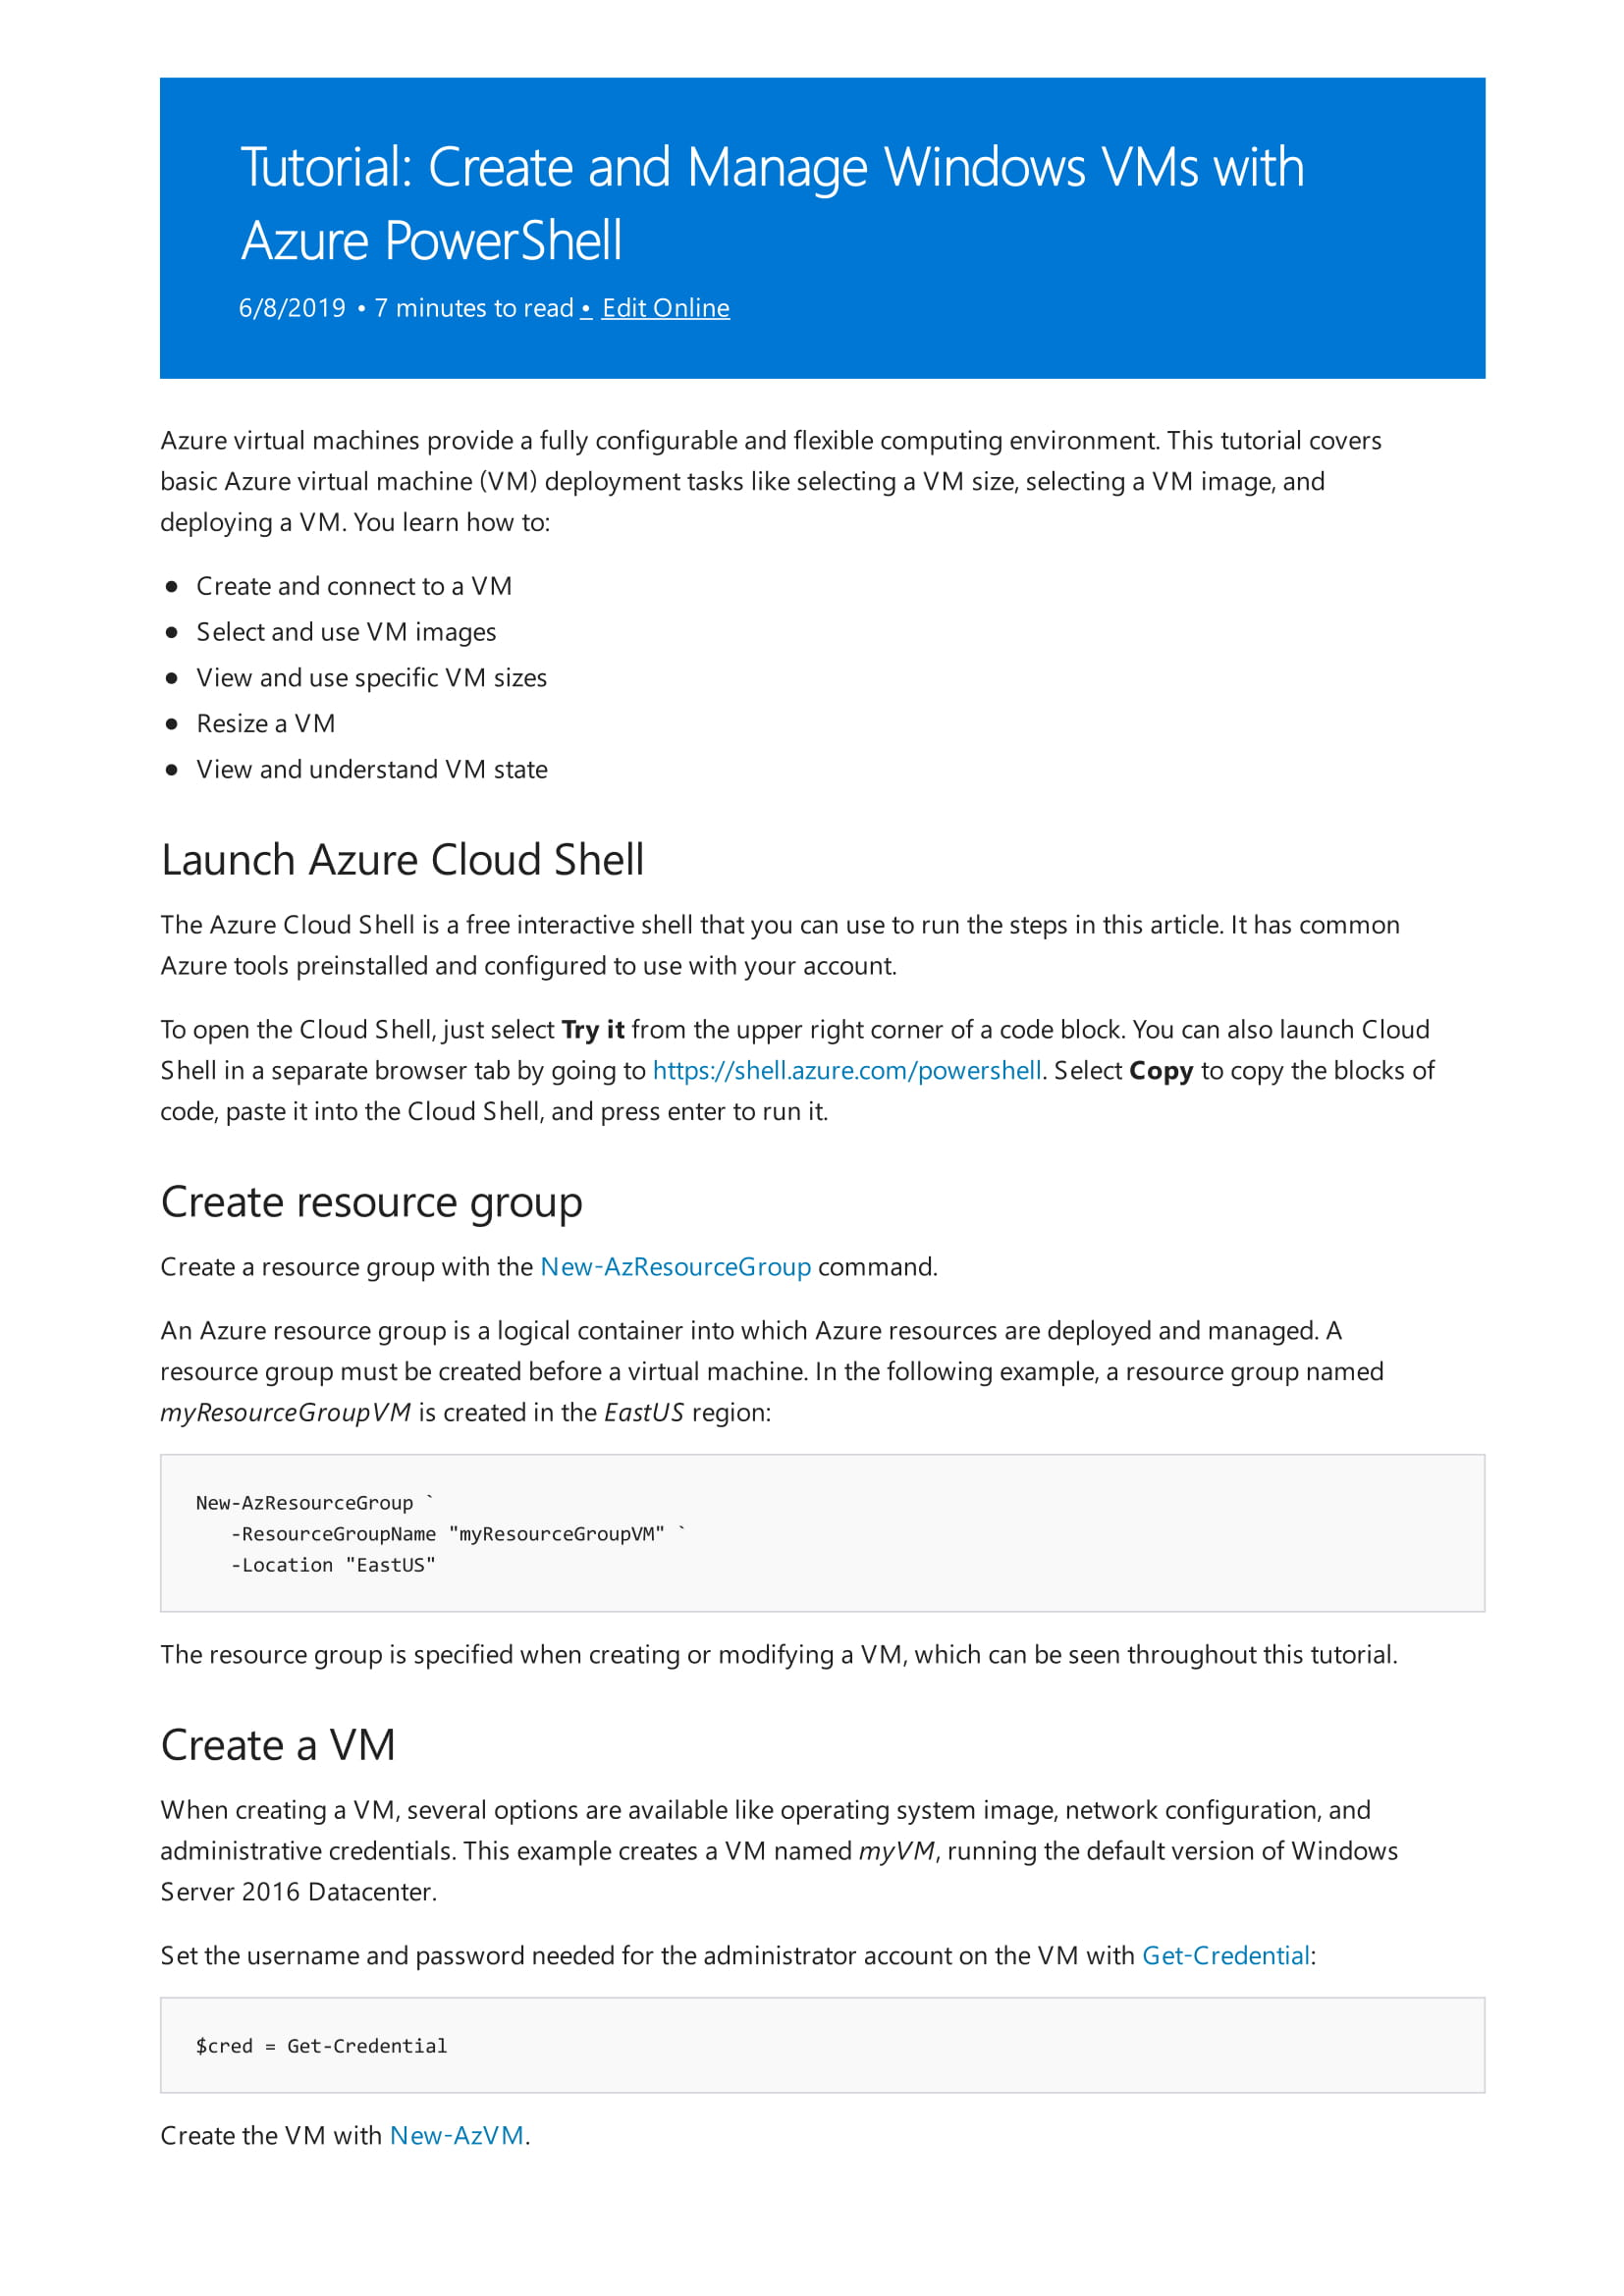 Tutorial: Create and Manage Windows VMs with
Azure PowerShell
6/8/2019 • 7 minutes to read • Edit Online
Azure virtual machines provide a fully configurable and flexible computing environment. This tutorial covers
basic Azure virtual machine (VM) deployment tasks like selecting a VM size, selecting a VM image, and
deploying a VM. You learn how to:
● Create and connect to a VM
● Select and use VM images
● View and use specific VM sizes
● Resize a VM
● View and understand VM state
Launch Azure Cloud Shell
The Azure Cloud Shell is a free interactive shell that you can use to run the steps in this article. It has common
Azure tools preinstalled and configured to use with your account.
To open the Cloud Shell, just select Try it from the upper right corner of a code block. You can also launch Cloud
Shell in a separate browser tab by going to https://shell.azure.com/powershell. Select Copy to copy the blocks of
code, paste it into the Cloud Shell, and press enter to run it.
Create resource group
Create a resource group with the New-AzResourceGroup command.
An Azure resource group is a logical container into which Azure resources are deployed and managed. A
resource group must be created before a virtual machine. In the following example, a resource group named
myResourceGroupVM is created in the EastUS region:
New-AzResourceGroup `
-ResourceGroupName "myResourceGroupVM" `
-Location "EastUS"
The resource group is specified when creating or modifying a VM, which can be seen throughout this tutorial.
Create a VM
When creating a VM, several options are available like operating system image, network configuration, and
administrative credentials. This example creates a VM named myVM, running the default version of Windows
Server 2016 Datacenter.
Set the username and password needed for the administrator account on the VM with Get-Credential:
$cred = Get-Credential
Create the VM with New-AzVM.